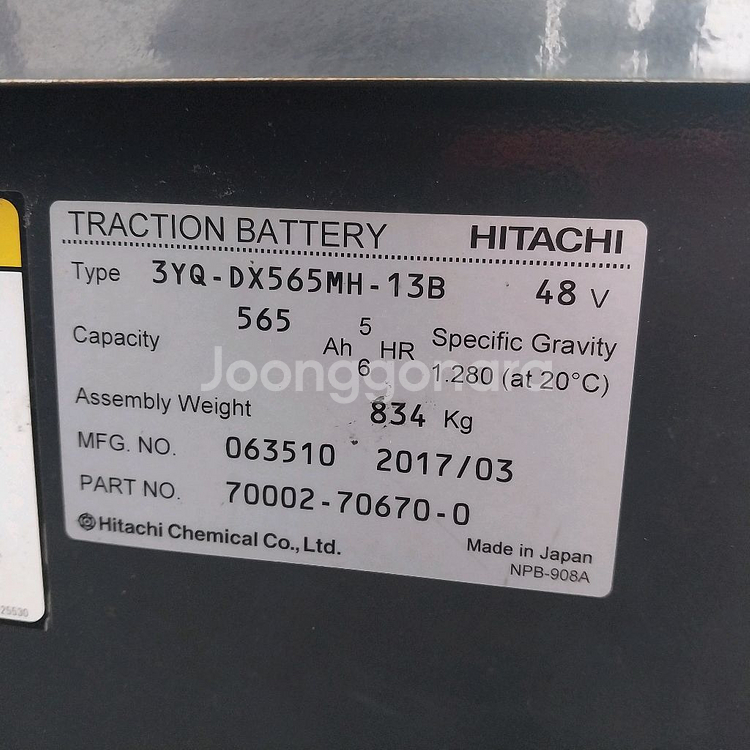 TRACTION BATTERY HITACHI
Type 3YQ-DX565MH-13B 48 V
Capacity 565 Ah 5 HR Specific Gravity
6 1.280 (at 20°C)
Joonggonara
Assembly Weight 834 Kg
MFG. NO. 063510 2017/03
PART NO. 70002-70670-0
Hitachi Chemical Co., Ltd. Made in Japan
NPB-908A
25530